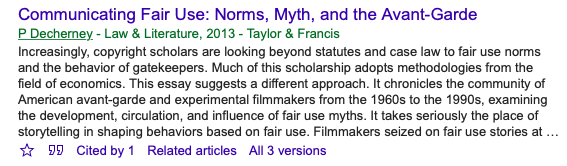 Communicating Fair Use: Norms, Myth, and the Avant-Garde
P Decherney - Law & Literature, 2013 - Taylor & Francis
Increasingly, copyright scholars are looking beyond statutes and case law to fair use norms
and the behavior of gatekeepers. Much of this scholarship adopts methodologies from the
field of economics. This essay suggests a different approach. It chronicles the community of
American avant-garde and experimental filmmakers from the 1960s to the 1990s, examining
the development, circulation, and influence of fair use myths. It takes seriously the place of
storytelling in shaping behaviors based on fair use. Filmmakers seized on fair use stories at …
Cited by 1 Related articles All 3 versions